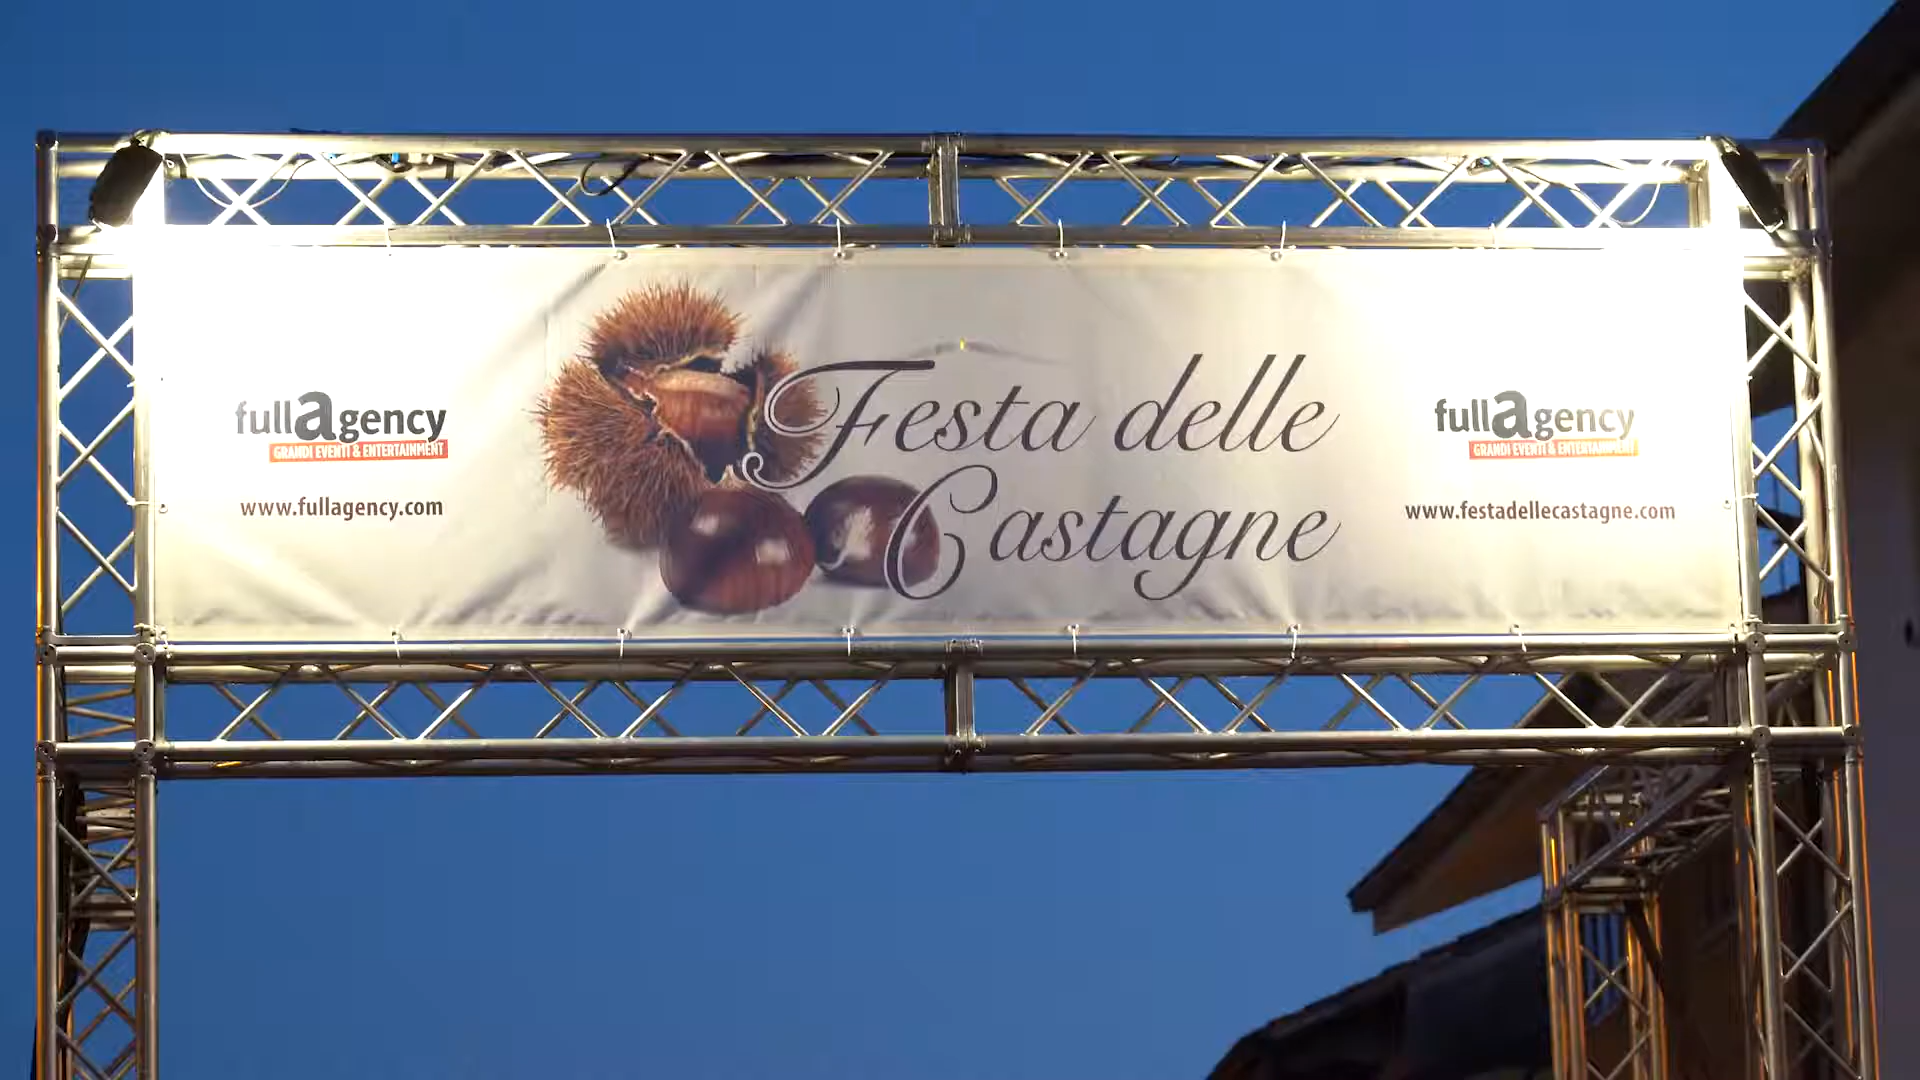 fullAgency
GRANDI EVENTI & ENTERTAINMENT
www.fullagency.com
Festa delle
Castagne
fullAgency
GRANDI EVENTI & ENTERTAINMENT
www.festadellecastagne.com